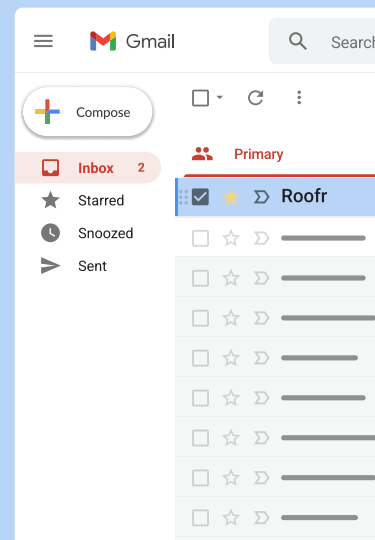 Gmail
Search
Compose
Inbox 2
Starred
Snoozed
Sent
Primary
Roofr